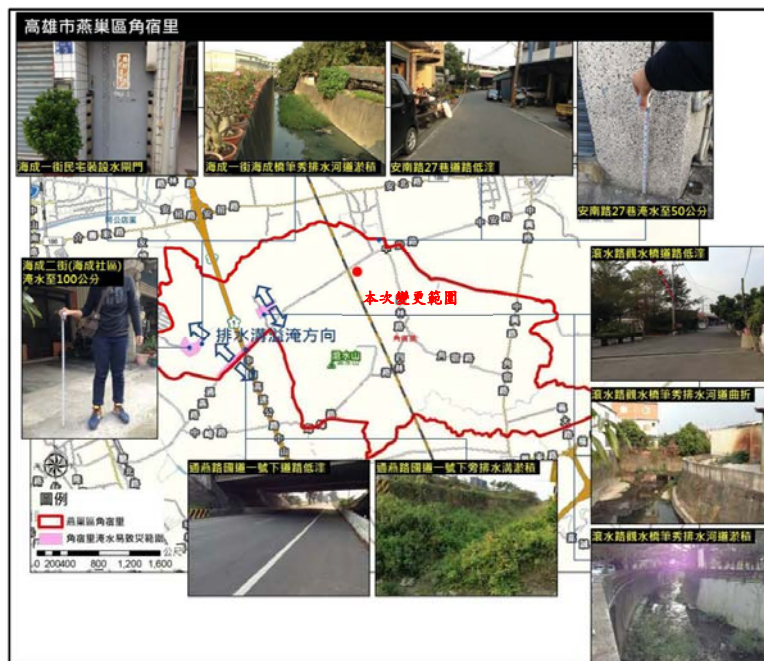 高雄市燕巢區角宿里
海成一街民宅裝設水閘門
海成一街海成橋筆秀排水河道淤積
安南路27巷道路低漥
安南路27巷淹水至50公分
海成二街(海成社區)
淹水至100公分
滾水路觀水橋道路低漥
本次變更範圍
排水溝溢淹方向
滾水山
滾水路觀水橋筆秀排水河道曲折
通燕路國道一號下道路低漥
通燕路國道一號下旁排水溝淤積
滾水路觀水橋筆秀排水河道淤積
圖例
燕巢區角宿里
角宿里淹水易致災範圍
公尺
0 200400 800 1,200 1,600